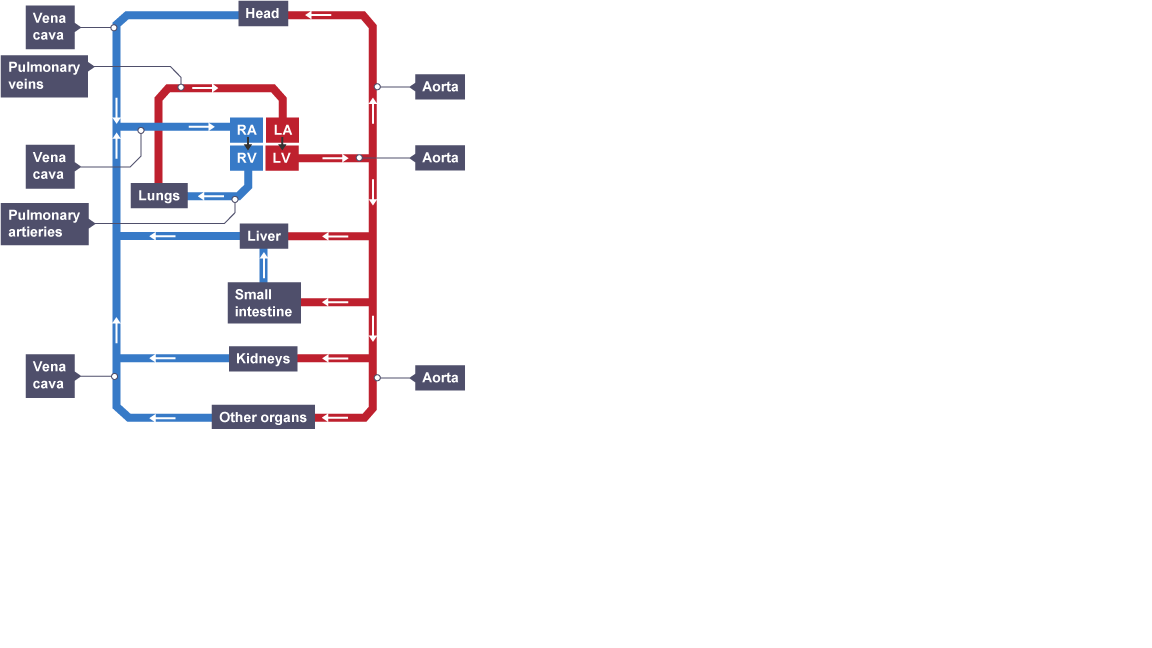 Vena
cava
Head
Pulmonary
veins
Aorta
RA
LA
Vena
cava
RV
LV
Aorta
Lungs
Pulmonary
artieries
Liver
Small
intestine
Vena
cava
Kidneys
Aorta
Other organs